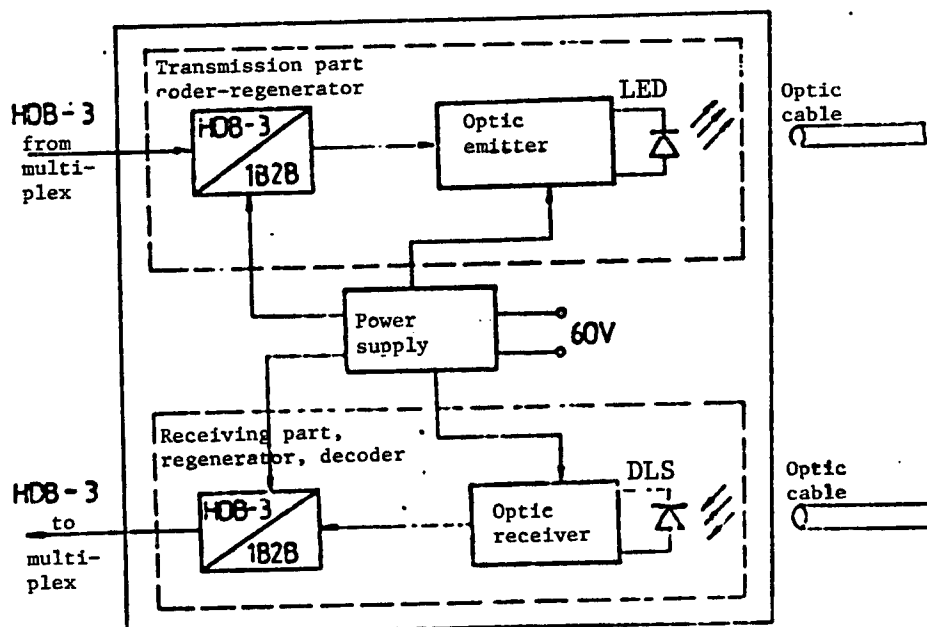 Transmission part
coder-regenerator
HDB-3
from
multi-
plex
HDB-3
1B2B
Optic
emitter
LED
Optic
cable
Power
supply
60V
Receiving part,
regenerator, decoder
HDB-3
to
multi-
plex
HDB-3
1B2B
Optic
receiver
DLS
Optic
cable